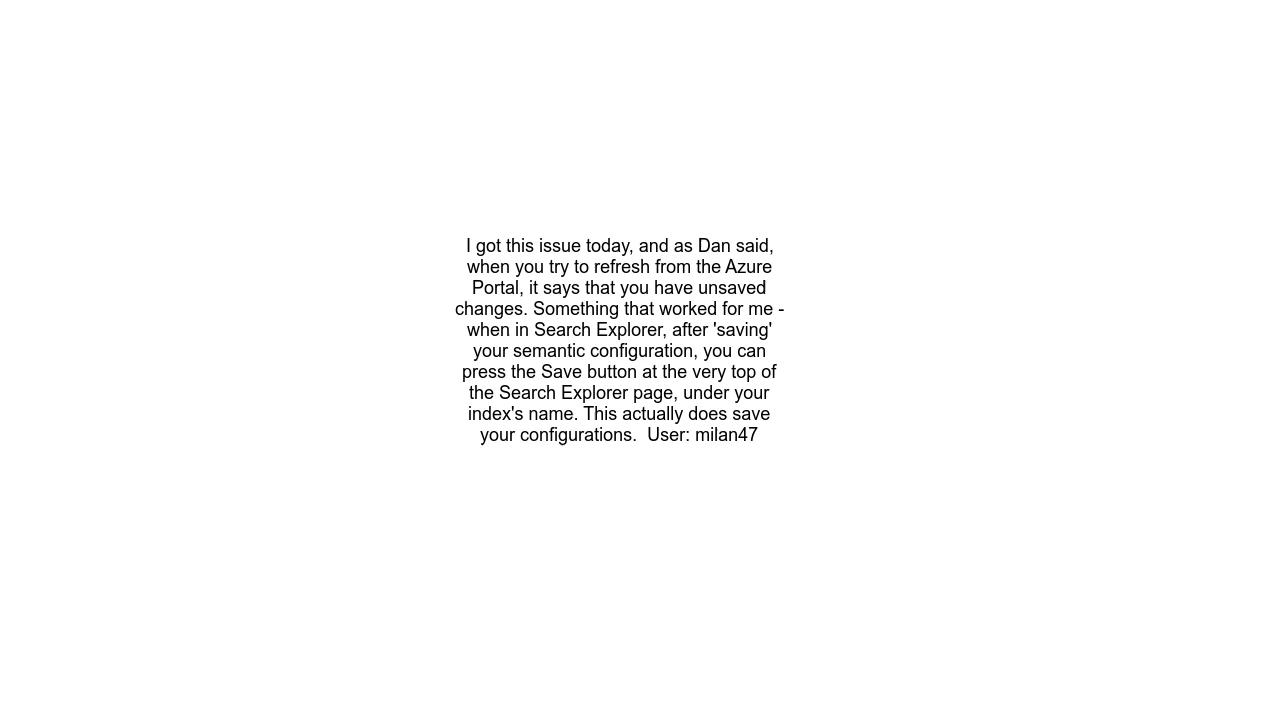 I got this issue today, and as Dan said,
when you try to refresh from the Azure
Portal, it says that you have unsaved
changes. Something that worked for me -
when in Search Explorer, after 'saving'
your semantic configuration, you can
press the Save button at the very top of
the Search Explorer page, under your
index's name. This actually does save
your configurations.  User: milan47